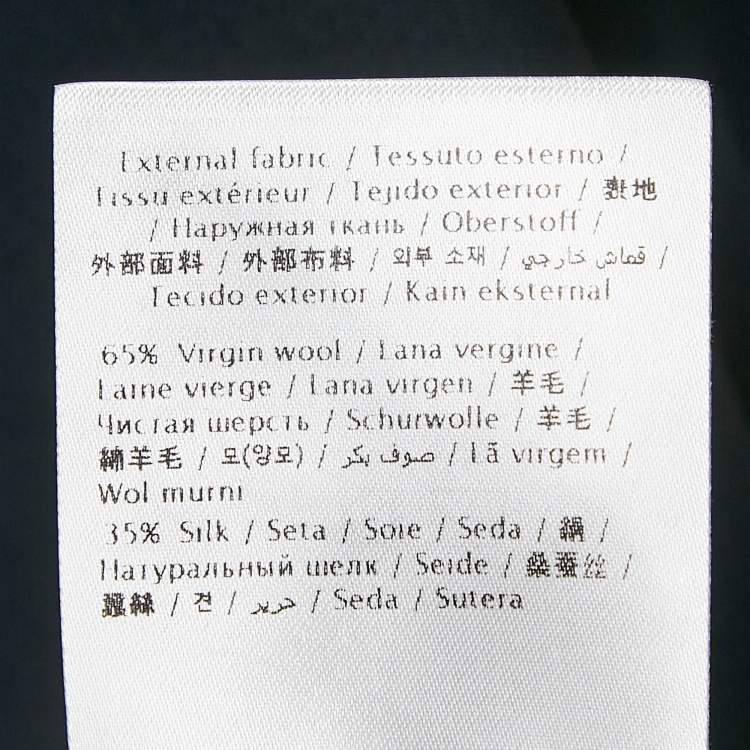 External fabric / Tessuto esterno /
Tissu extérieur / Tejido exterior / 表地
/ Наружная ткань / Oberstoff /
外部面料 / 外部布料 / 외부 소재 / قماش خارجي /
Tecido exterior / Kain eksternal
65% Virgin wool / Lana vergine /
Laine vierge / Lana virgen / 羊毛 /
Чистая шерсть / Schurwolle / 羊毛 /
綿羊毛 / 모(양모) / صوف بكر / Lã virgem /
Wol murni
35% Silk / Seta / Soie / Seda / 絹 /
Натуральный шелк / Seide / 桑蚕丝 /
蠶絲 / 견 / حرير / Seda / Sutera